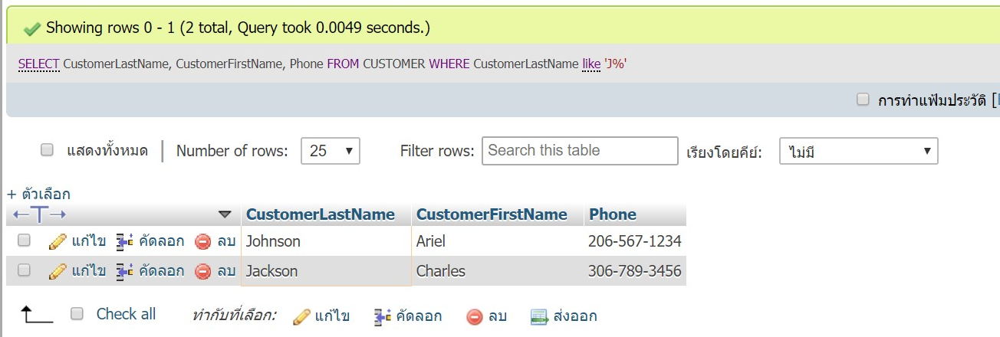 Showing rows 0 - 1 (2 total, Query took 0.0049 seconds.)
SELECT CustomerLastName, CustomerFirstName, Phone FROM CUSTOMER WHERE CustomerLastName like 'J%'
การทำแฟ้มประวัติ [
แสดงทั้งหมด | Number of rows: 25 Filter rows: Search this table เรียงโดยคีย์: ไม่มี
+ ตัวเลือก
←T→ CustomerLastName CustomerFirstName Phone
แก้ไข คัดลอก ลบ Johnson Ariel 206-567-1234
แก้ไข คัดลอก ลบ Jackson Charles 306-789-3456
Check all ทำกับที่เลือก: แก้ไข คัดลอก ลบ ส่งออก